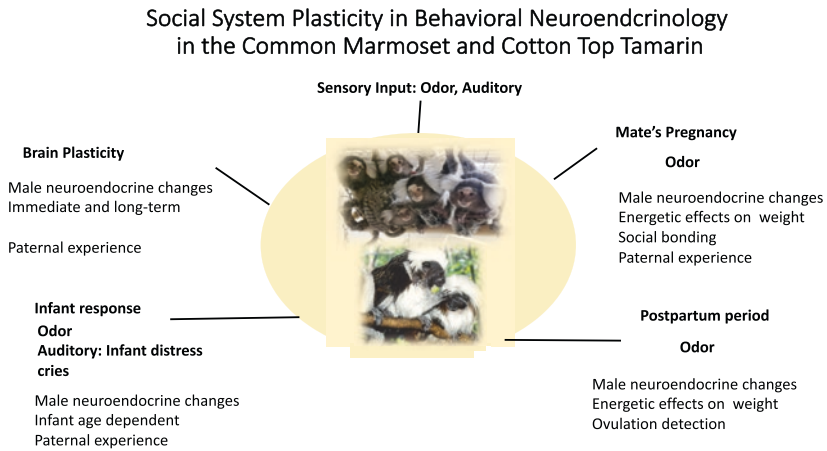 Social System Plasticity in Behavioral Neuroendcrinology
in the Common Marmoset and Cotton Top Tamarin
Sensory Input: Odor, Auditory
Brain Plasticity
Male neuroendocrine changes
Immediate and long-term
Paternal experience
Mate's Pregnancy
Odor
Male neuroendocrine changes
Energetic effects on weight
Social bonding
Paternal experience
Infant response
Odor
Auditory: Infant distress
cries
Male neuroendocrine changes
Infant age dependent
Paternal experience
Postpartum period
Odor
Male neuroendocrine changes
Energetic effects on weight
Ovulation detection